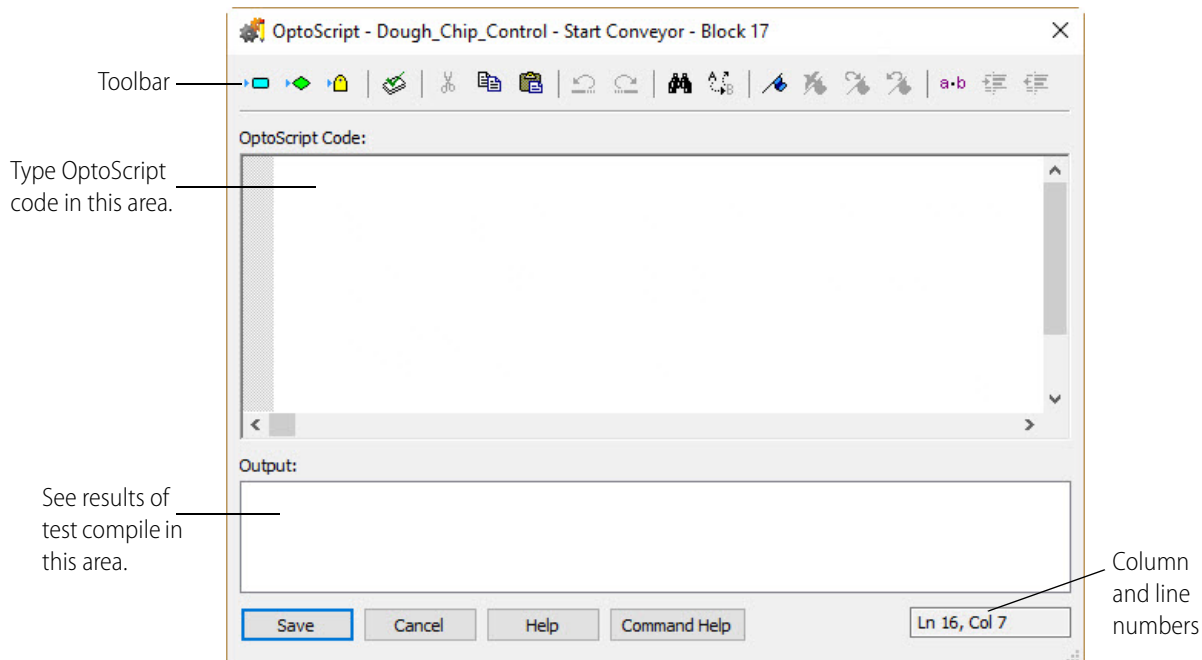 OptoScript - Dough_Chip_Control - Start Conveyor - Block 17
Toolbar
a•b
OptoScript Code:
Type OptoScript
code in this area.
Output:
See results of
test compile in
this area.
Column
and line
numbers
Save
Cancel
Help
Command Help
Ln 16, Col 7